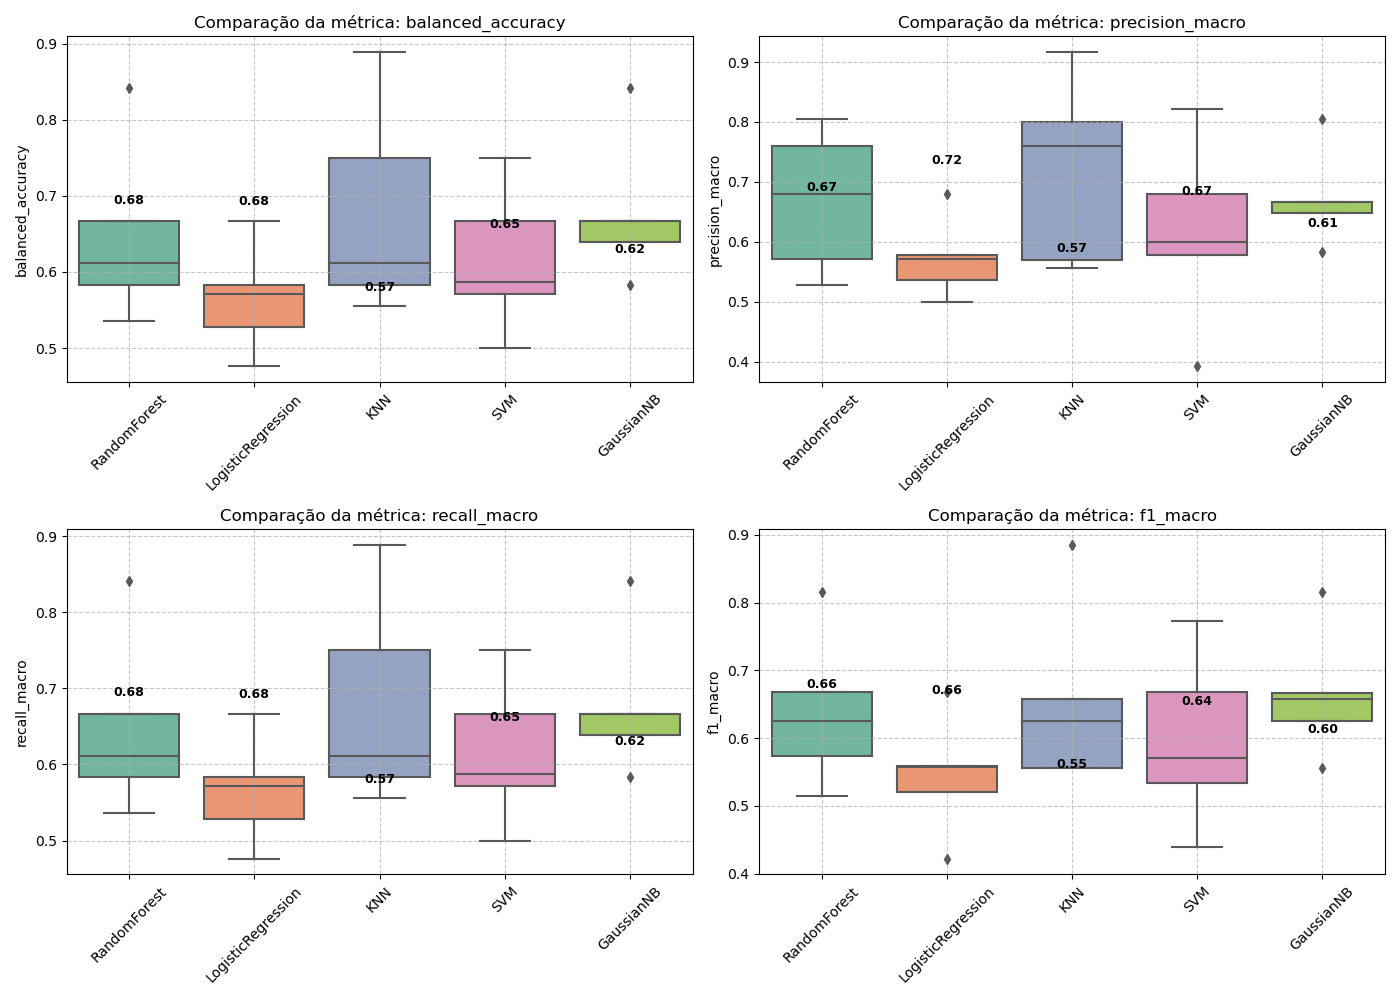 Comparação da métrica: balanced_accuracy
balanced_accuracy
0.9
0.8
0.7
0.6
0.5
0.68
0.68
0.57
0.65
0.62
RandomForest
LogisticRegression
KNN
SVM
GaussianNB
Comparação da métrica: precision_macro
precision_macro
0.9
0.8
0.7
0.6
0.5
0.4
0.67
0.72
0.57
0.67
0.61
RandomForest
LogisticRegression
KNN
SVM
GaussianNB
Comparação da métrica: recall_macro
recall_macro
0.9
0.8
0.7
0.6
0.5
0.68
0.68
0.57
0.65
0.62
RandomForest
LogisticRegression
KNN
SVM
GaussianNB
Comparação da métrica: f1_macro
f1_macro
0.9
0.8
0.7
0.6
0.5
0.4
0.66
0.66
0.55
0.64
0.60
RandomForest
LogisticRegression
KNN
SVM
GaussianNB